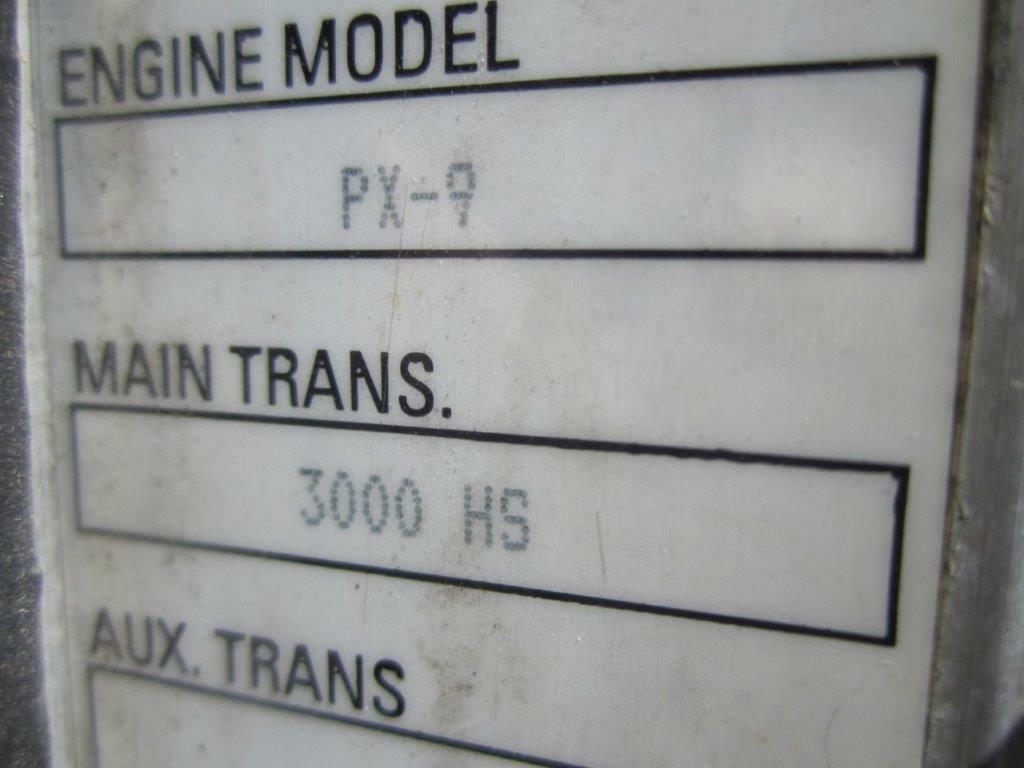 ENGINE MODEL
PX-9
MAIN TRANS.
3000 HS
AUX. TRANS